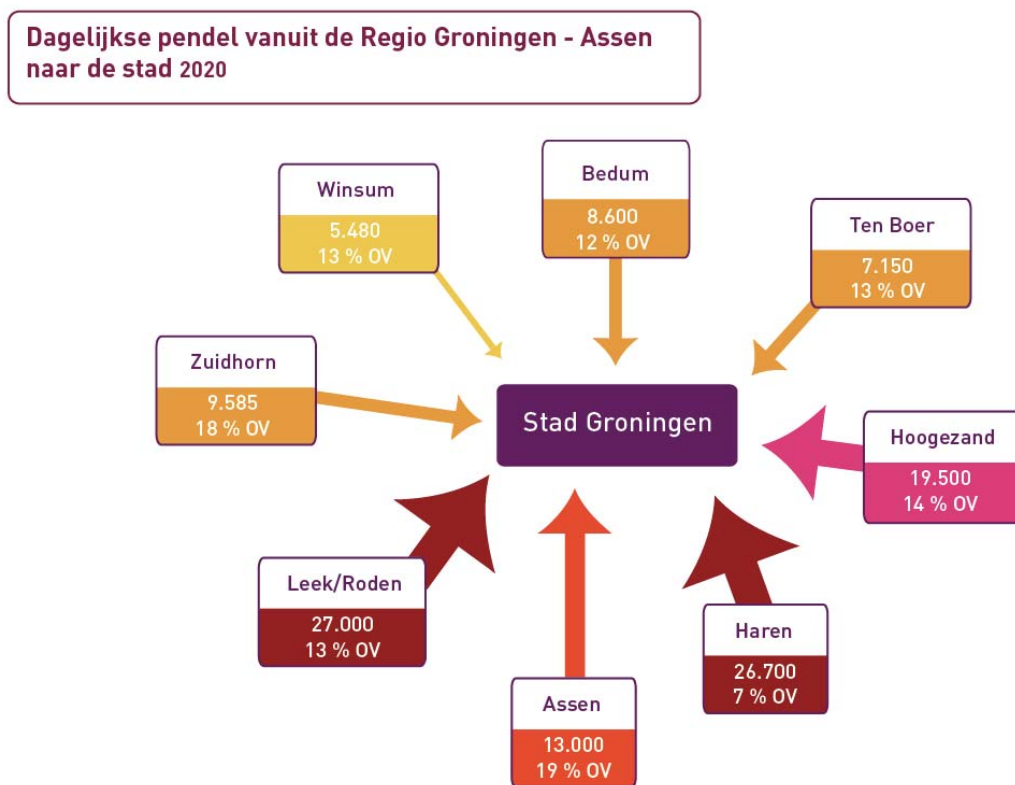 Dagelijkse pendel vanuit de Regio Groningen - Assen
naar de stad 2020
Winsum
5.480
13 % OV
Bedum
8.600
12 % OV
Ten Boer
7.150
13 % OV
Zuidhorn
9.585
18 % OV
Stad Groningen
Hoogezand
19.500
14 % OV
Leek/Roden
27.000
13 % OV
Assen
13.000
19 % OV
Haren
26.700
7 % OV